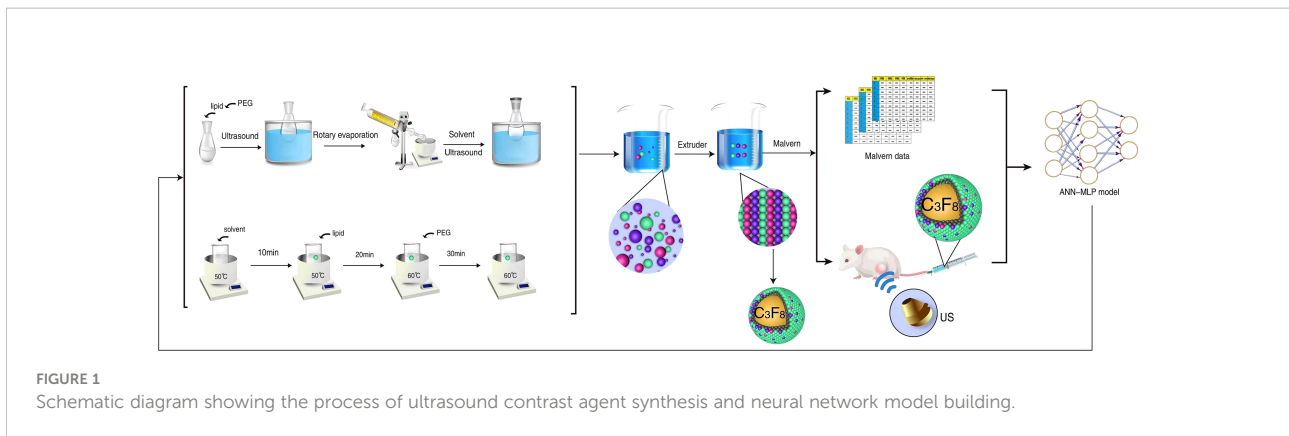 lipid
PEG
Ultrasound
Rotary evaporation
Solvent
Ultrasound
solvent
50℃
10min
lipid
50℃
20min
PEG
60℃
30min
60℃
Extruder
Malvern
C₃F₈
Malvern data
C₃F₈
US
ANN–MLP model
FIGURE 1
Schematic diagram showing the process of ultrasound contrast agent synthesis and neural network model building.